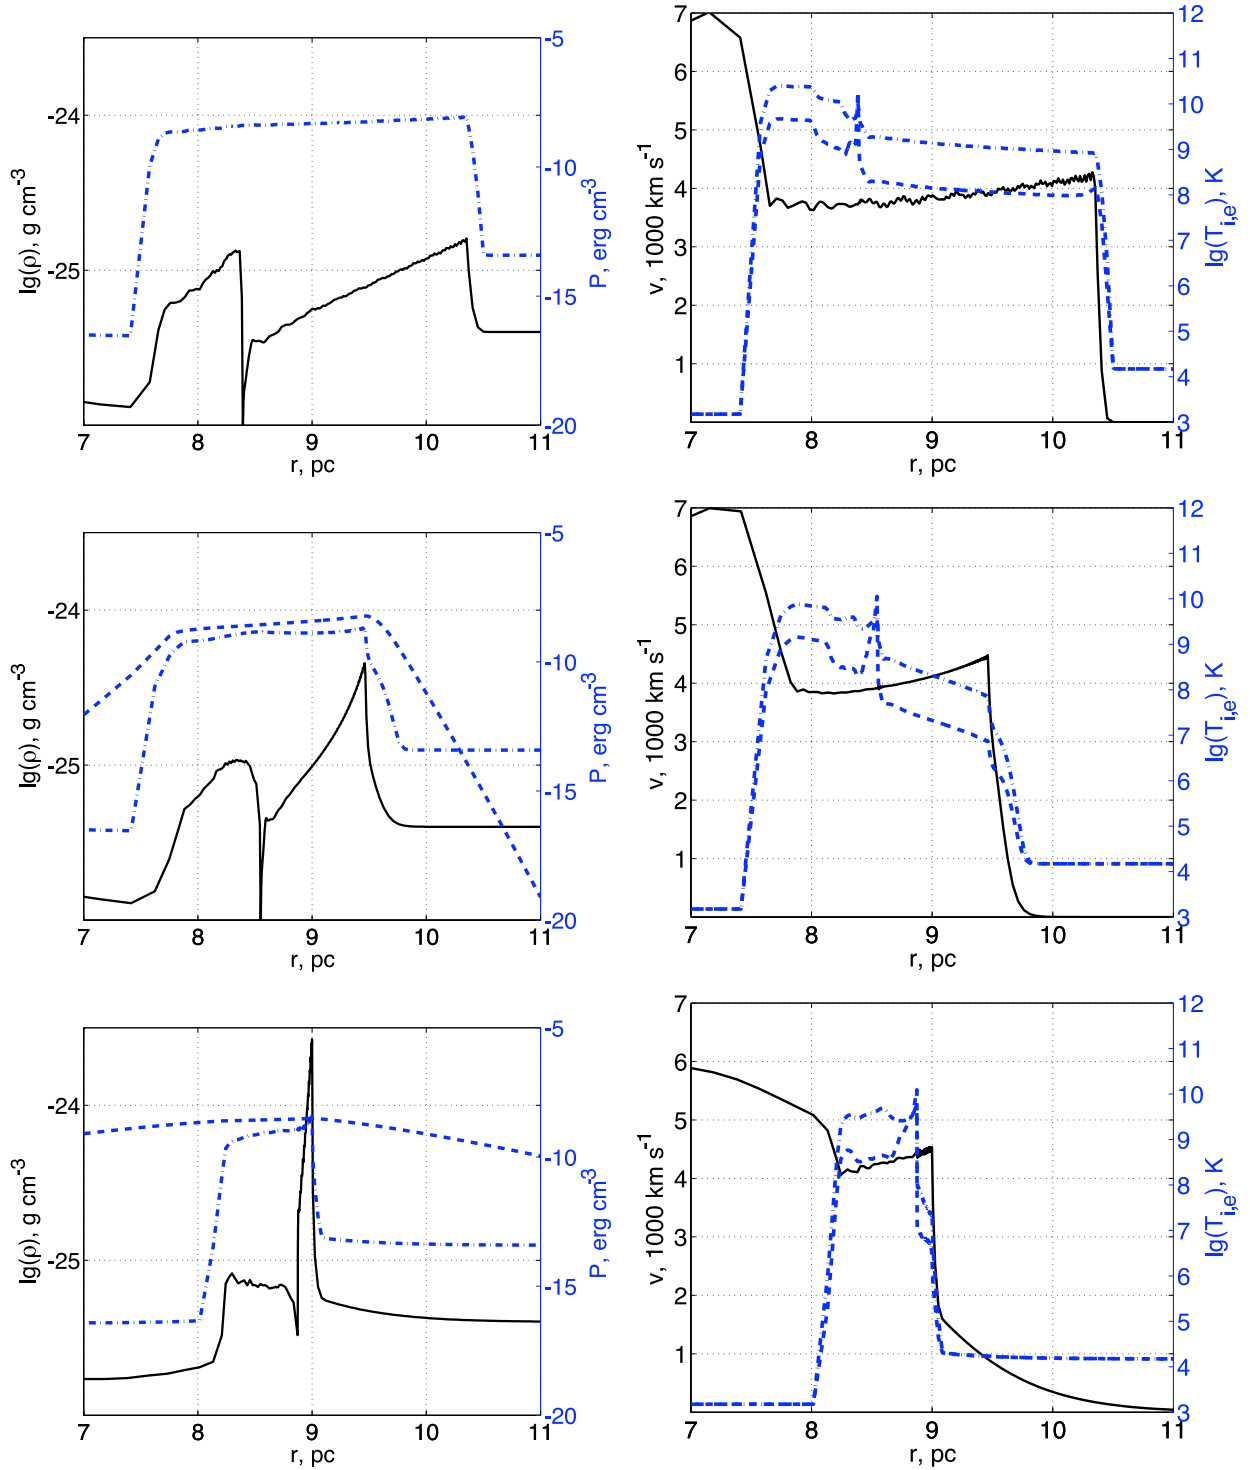 -24
-25
lg(ρ), g cm-3
7 8 9 10 11
r, pc
-5
-10
-15
-20
P, erg cm-3
7
6
5
4
3
2
1
v, 1000 km s-1
7 8 9 10 11
r, pc
12
11
10
9
8
7
6
5
4
3
lg(Ti,e), K
-24
-25
lg(ρ), g cm-3
7 8 9 10 11
r, pc
-5
-10
-15
-20
P, erg cm-3
7
6
5
4
3
2
1
v, 1000 km s-1
7 8 9 10 11
r, pc
12
11
10
9
8
7
6
5
4
3
lg(Ti,e), K
-24
-25
lg(ρ), g cm-3
7 8 9 10 11
r, pc
-5
-10
-15
-20
P, erg cm3
7
6
5
4
3
2
1
v, 1000 km s-1
7 8 9 10 11
r, pc
12
11
10
9
8
7
6
5
4
3
lg(Ti,e), K